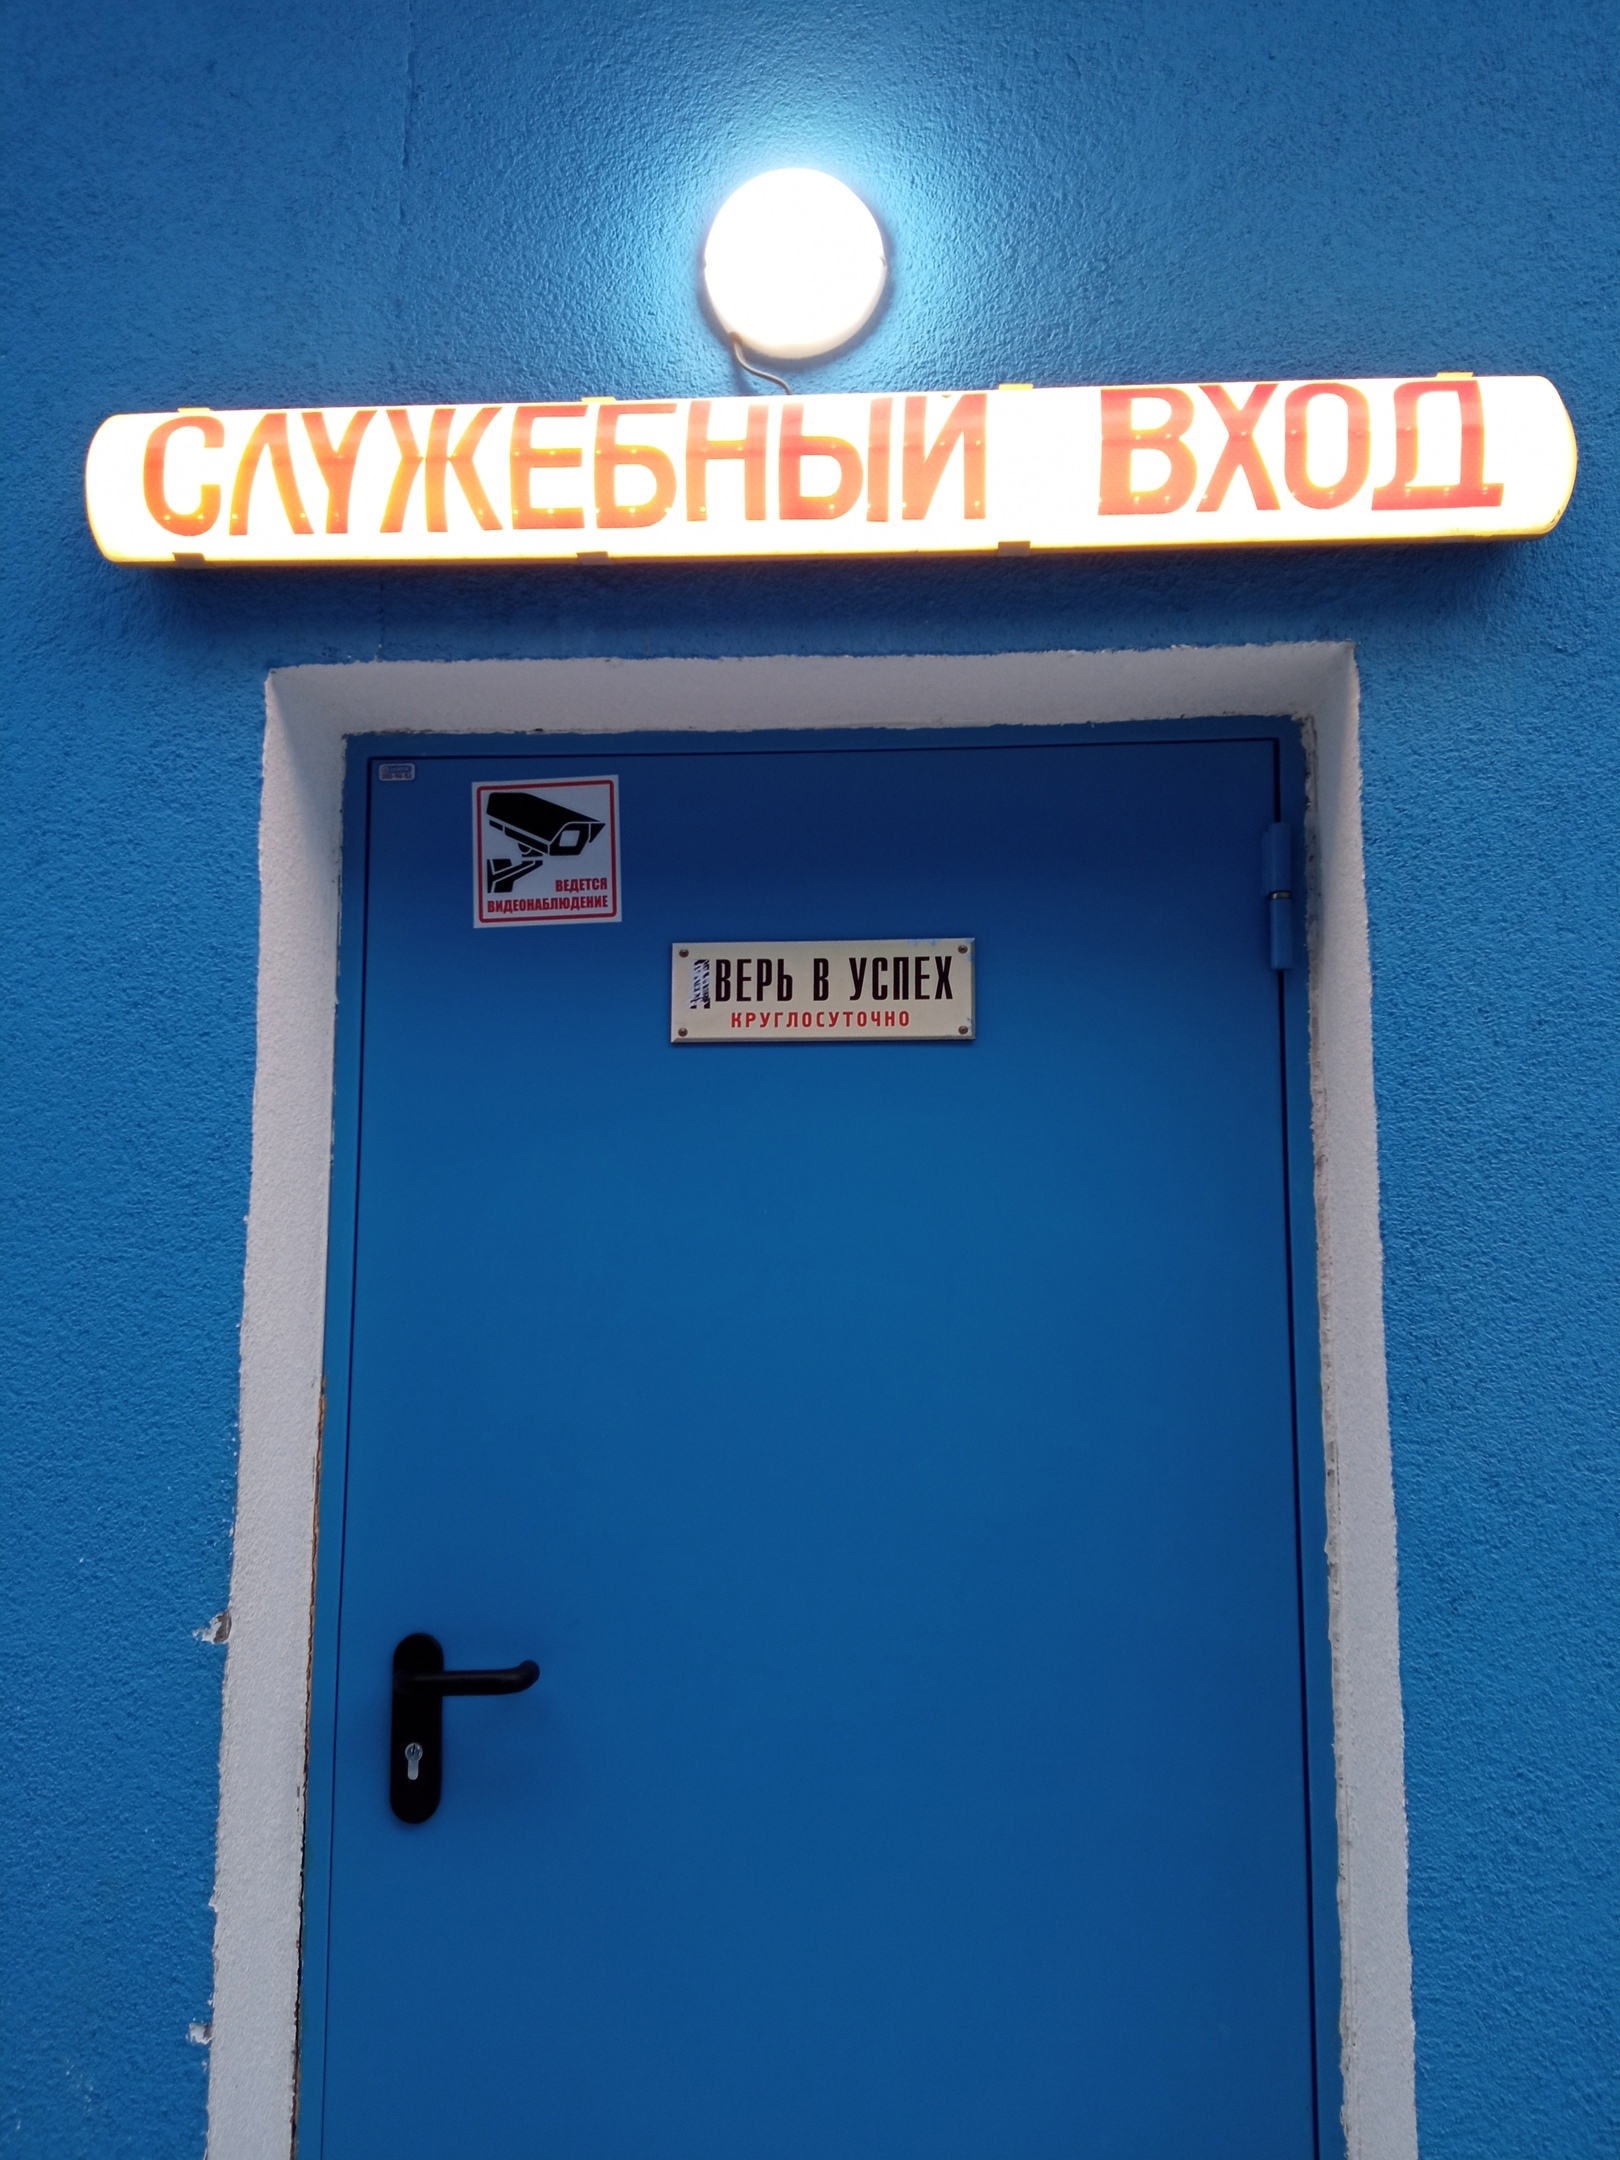 СЛУЖЕБНЫЙ ВХОД
ВЕДЕТСЯ
ВИДЕОНАБЛЮДЕНИЕ
ДВЕРЬ В УСПЕХ
КРУГЛОСУТОЧНО